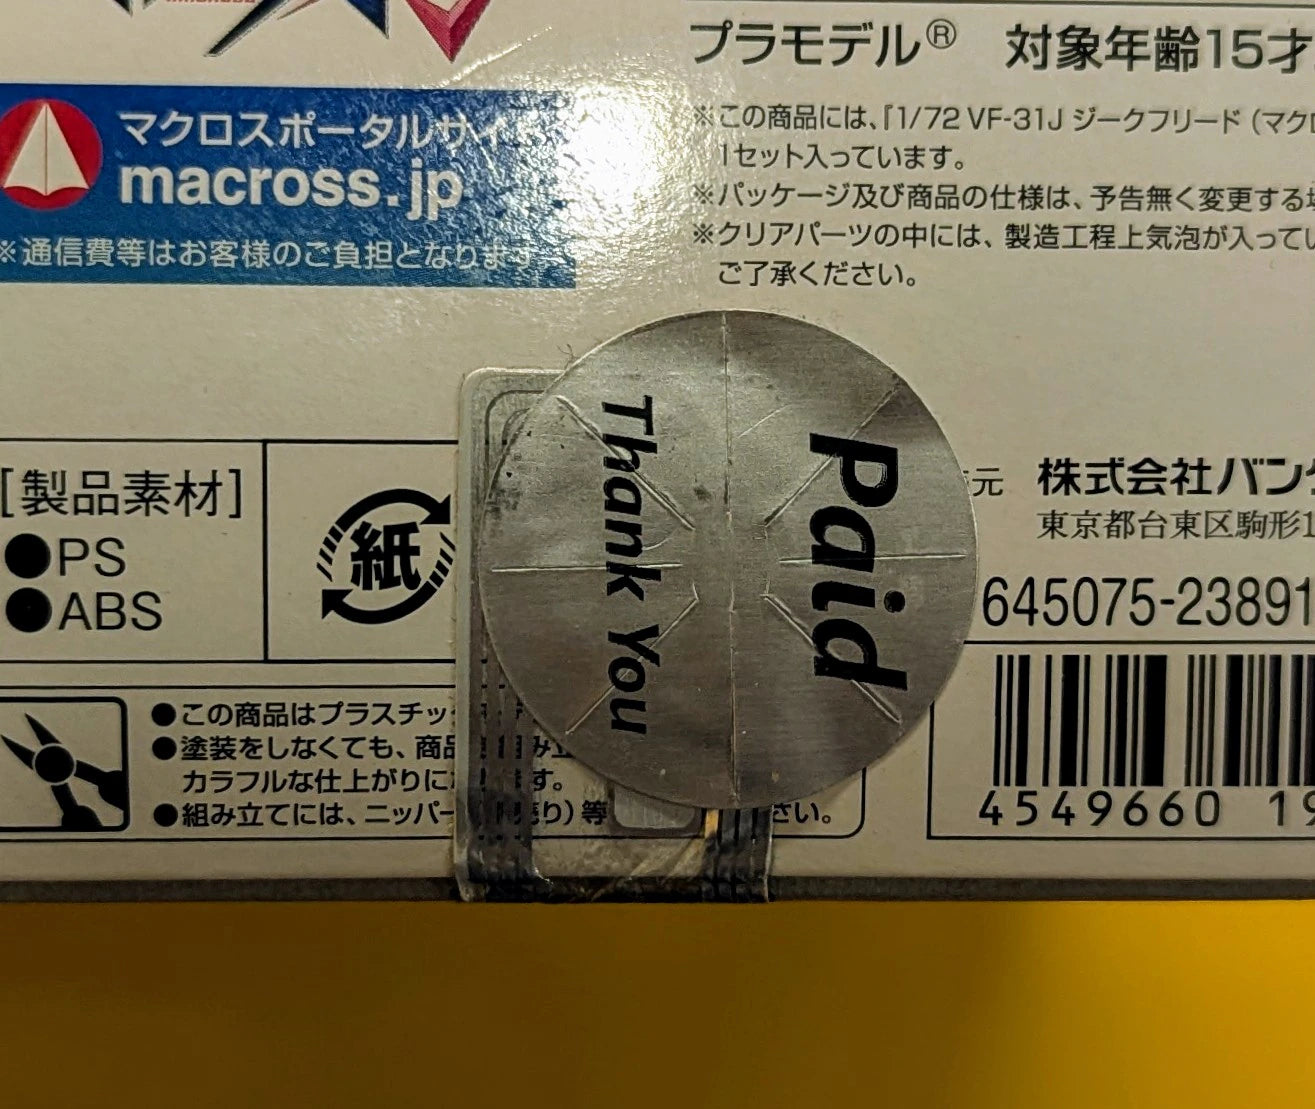 マクロスポータルサイ
macross.jp
※通信費等はお客様のご負担となります
プラモデル® 対象年齢15才
※この商品には、『1/72 VF-31J ジークフリード（マクロ
1セット入っています。
※パッケージ及び商品の仕様は、予告無く変更する場
※クリアパーツの中には、製造工程上気泡が入ってい
ご了承ください。
[製品素材]
●PS
●ABS
紙
Paid
Thank You
元 株式会社バンダ
東京都台東区駒形1
645075-23891
4549660 19
●この商品はプラスチッ
●塗装をしなくても、商品 組み立
カラフルな仕上がりに す。
●組み立てには、ニッパー（別売り）等 さい。